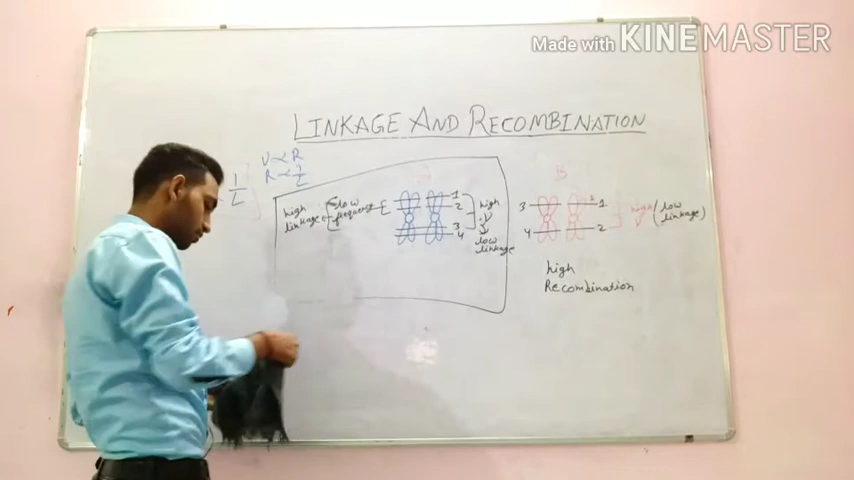 Made with KINEMASTER
LINKAGE AND RECOMBINATION
V ∝ R
R ∝ 1/L
1/L
A
B
high
linkage
low
frequency
1
2
3
4
high
low
linkage
3
1
4
2
high
(low
linkage)
high
Recombination